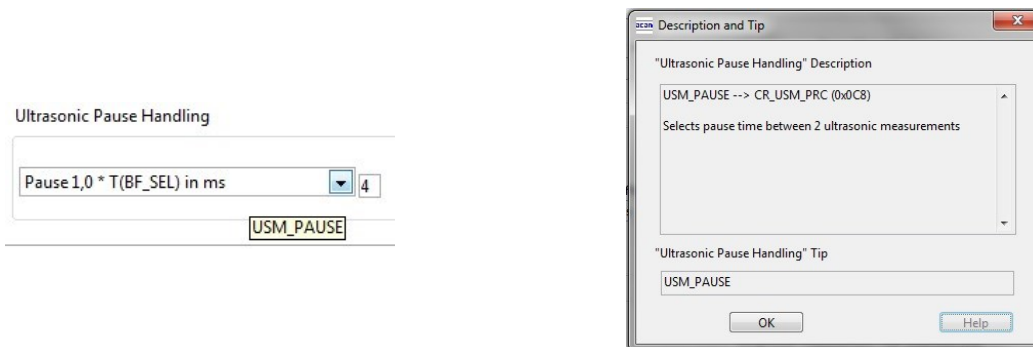 Ultrasonic Pause Handling
Pause 1,0 * T(BF_SEL) in ms
4
USM_PAUSE
acan Description and Tip
"Ultrasonic Pause Handling" Description
USM_PAUSE --> CR_USM_PRC (0x0C8)
Selects pause time between 2 ultrasonic measurements
"Ultrasonic Pause Handling" Tip
USM_PAUSE
OK
Help